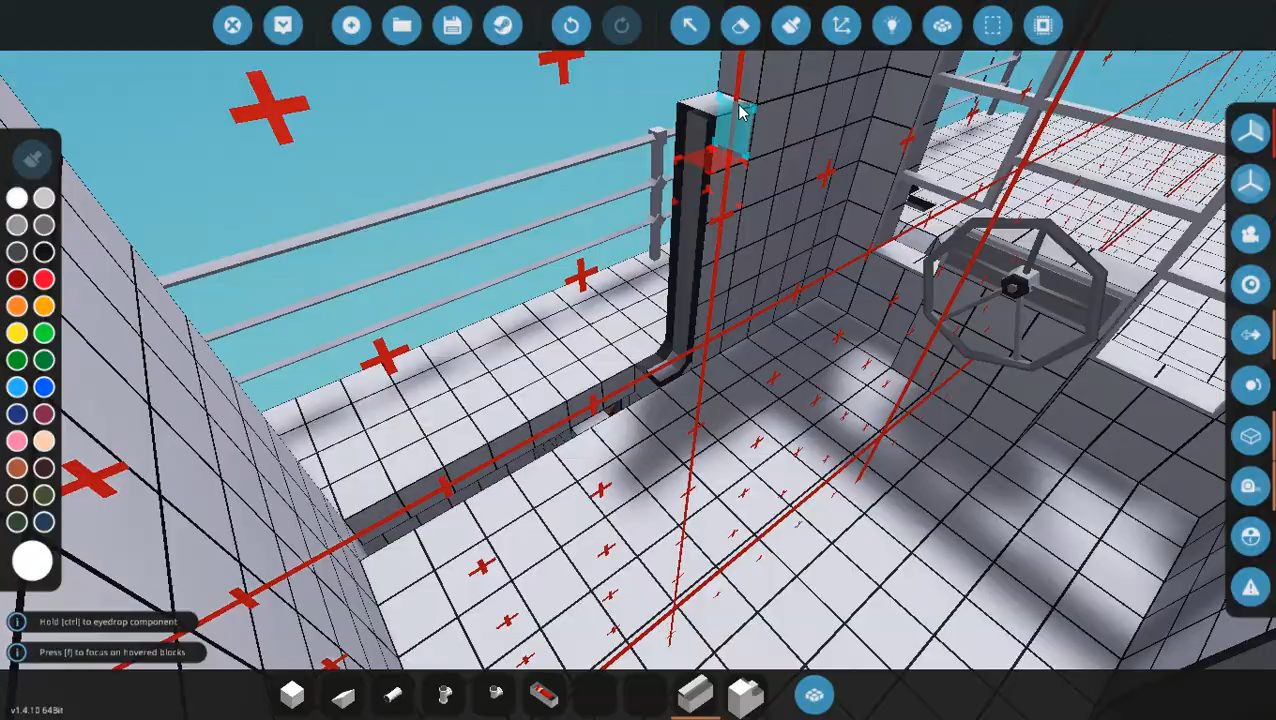 Hold [ctrl] to eyedrop component
Press [f] to focus on hovered blocks
v1.4.10 64Bit